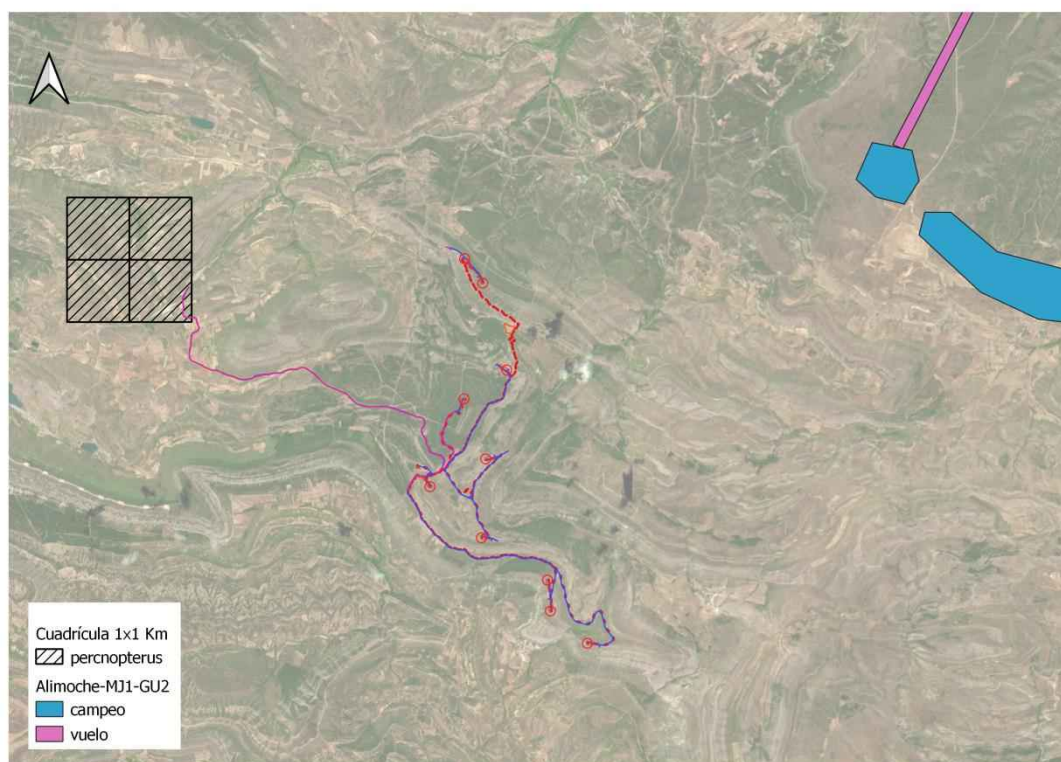 Cuadrícula 1x1 Km
percnopterus
Alimoche-MJ1-GU2
campeo
vuelo